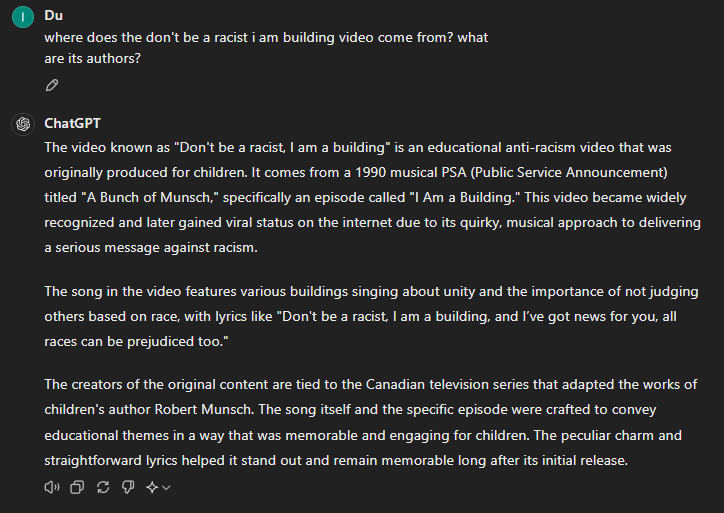 Du
where does the don't be a racist i am building video come from? what
are its authors?
ChatGPT
The video known as "Don't be a racist, I am a building" is an educational anti-racism video that was
originally produced for children. It comes from a 1990 musical PSA (Public Service Announcement)
titled "A Bunch of Munsch," specifically an episode called "I Am a Building." This video became widely
recognized and later gained viral status on the internet due to its quirky, musical approach to delivering
a serious message against racism.
The song in the video features various buildings singing about unity and the importance of not judging
others based on race, with lyrics like "Don't be a racist, I am a building, and I’ve got news for you, all
races can be prejudiced too."
The creators of the original content are tied to the Canadian television series that adapted the works of
children's author Robert Munsch. The song itself and the specific episode were crafted to convey
educational themes in a way that was memorable and engaging for children. The peculiar charm and
straightforward lyrics helped it stand out and remain memorable long after its initial release.